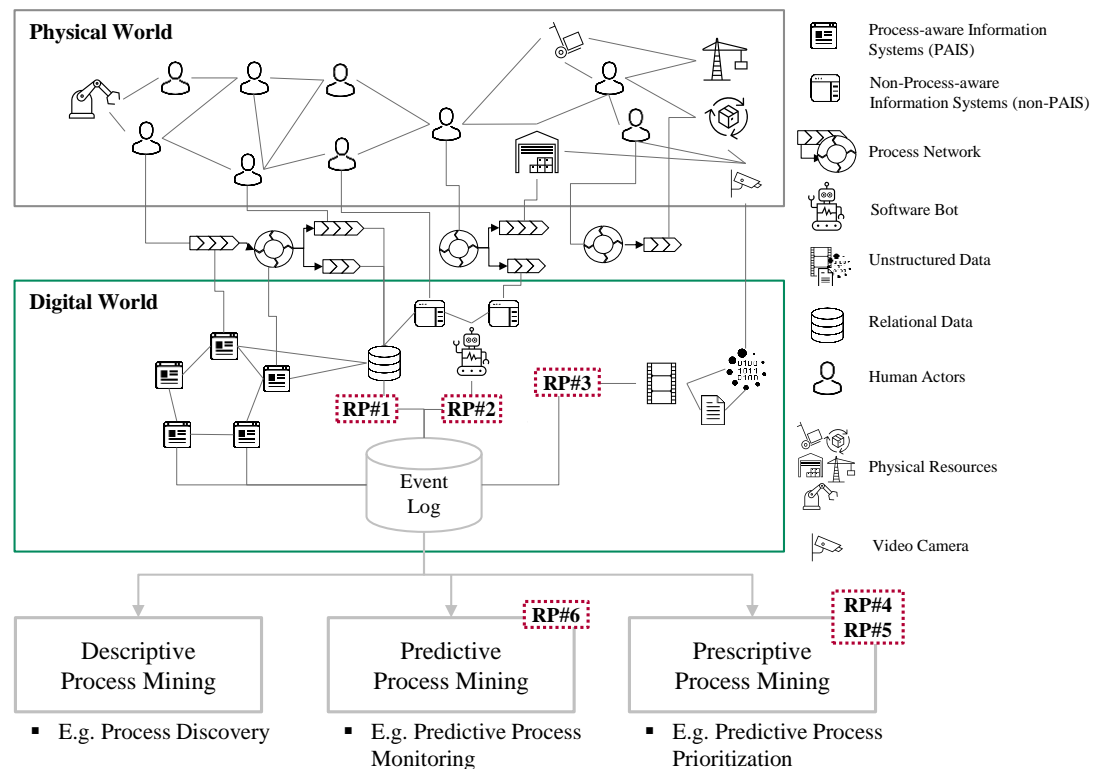 Physical World
Process-aware Information
Systems (PAIS)
Non-Process-aware
Information Systems (non-PAIS)
Process Network
Software Bot
Unstructured Data
Relational Data
Human Actors
Physical Resources
Video Camera
Digital World
0100
1011
0100
RP#1
RP#2
RP#3
Event
Log
RP#6
RP#4
RP#5
Descriptive
Process Mining
Predictive
Process Mining
Prescriptive
Process Mining
▪ E.g. Process Discovery
▪ E.g. Predictive Process
Monitoring
▪ E.g. Predictive Process
Prioritization